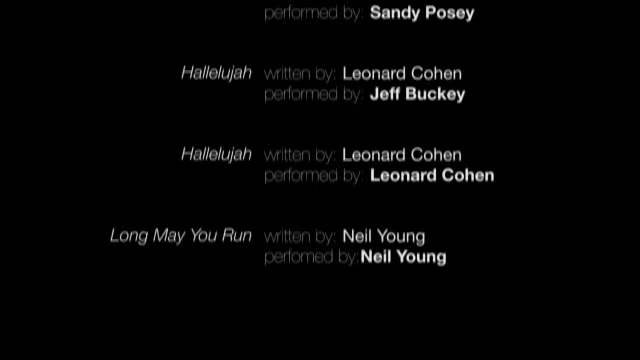 performed by: Sandy Posey
Hallelujah written by: Leonard Cohen
performed by: Jeff Buckey
Hallelujah written by: Leonard Cohen
performed by: Leonard Cohen
Long May You Run written by: Neil Young
perfomed by:Neil Young